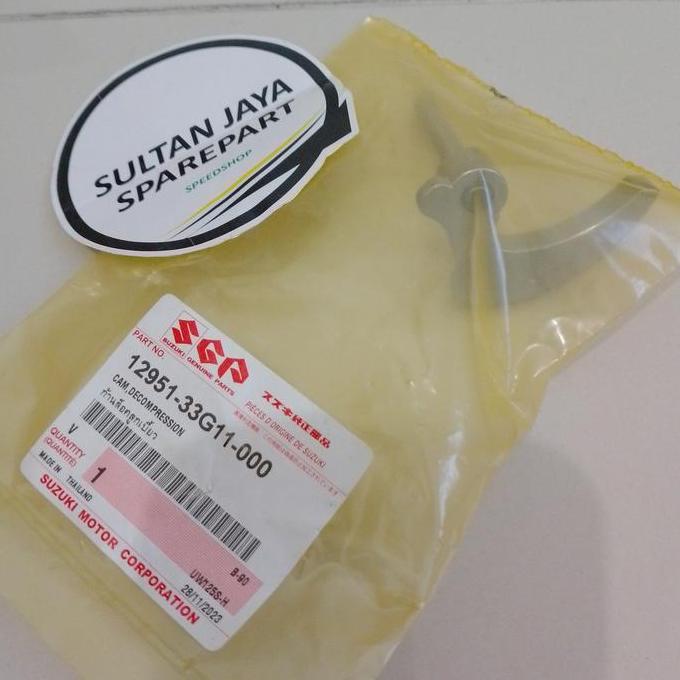 SULTAN JAYA
SPAREPART
SPEEDSHOP
SGP
SUZUKI GENUINE PARTS
スズキ純正部品
PIÈCES D'ORIGINE DE SUZUKI
PART NO.
12951-33G11-000
CAM,DECOMPRESSION
V
QUANTITY
(QUANTITÉ)
1
MADE IN THAILAND
B-90
UW125S-H
28/11/2023
SUZUKI MOTOR CORPORATION